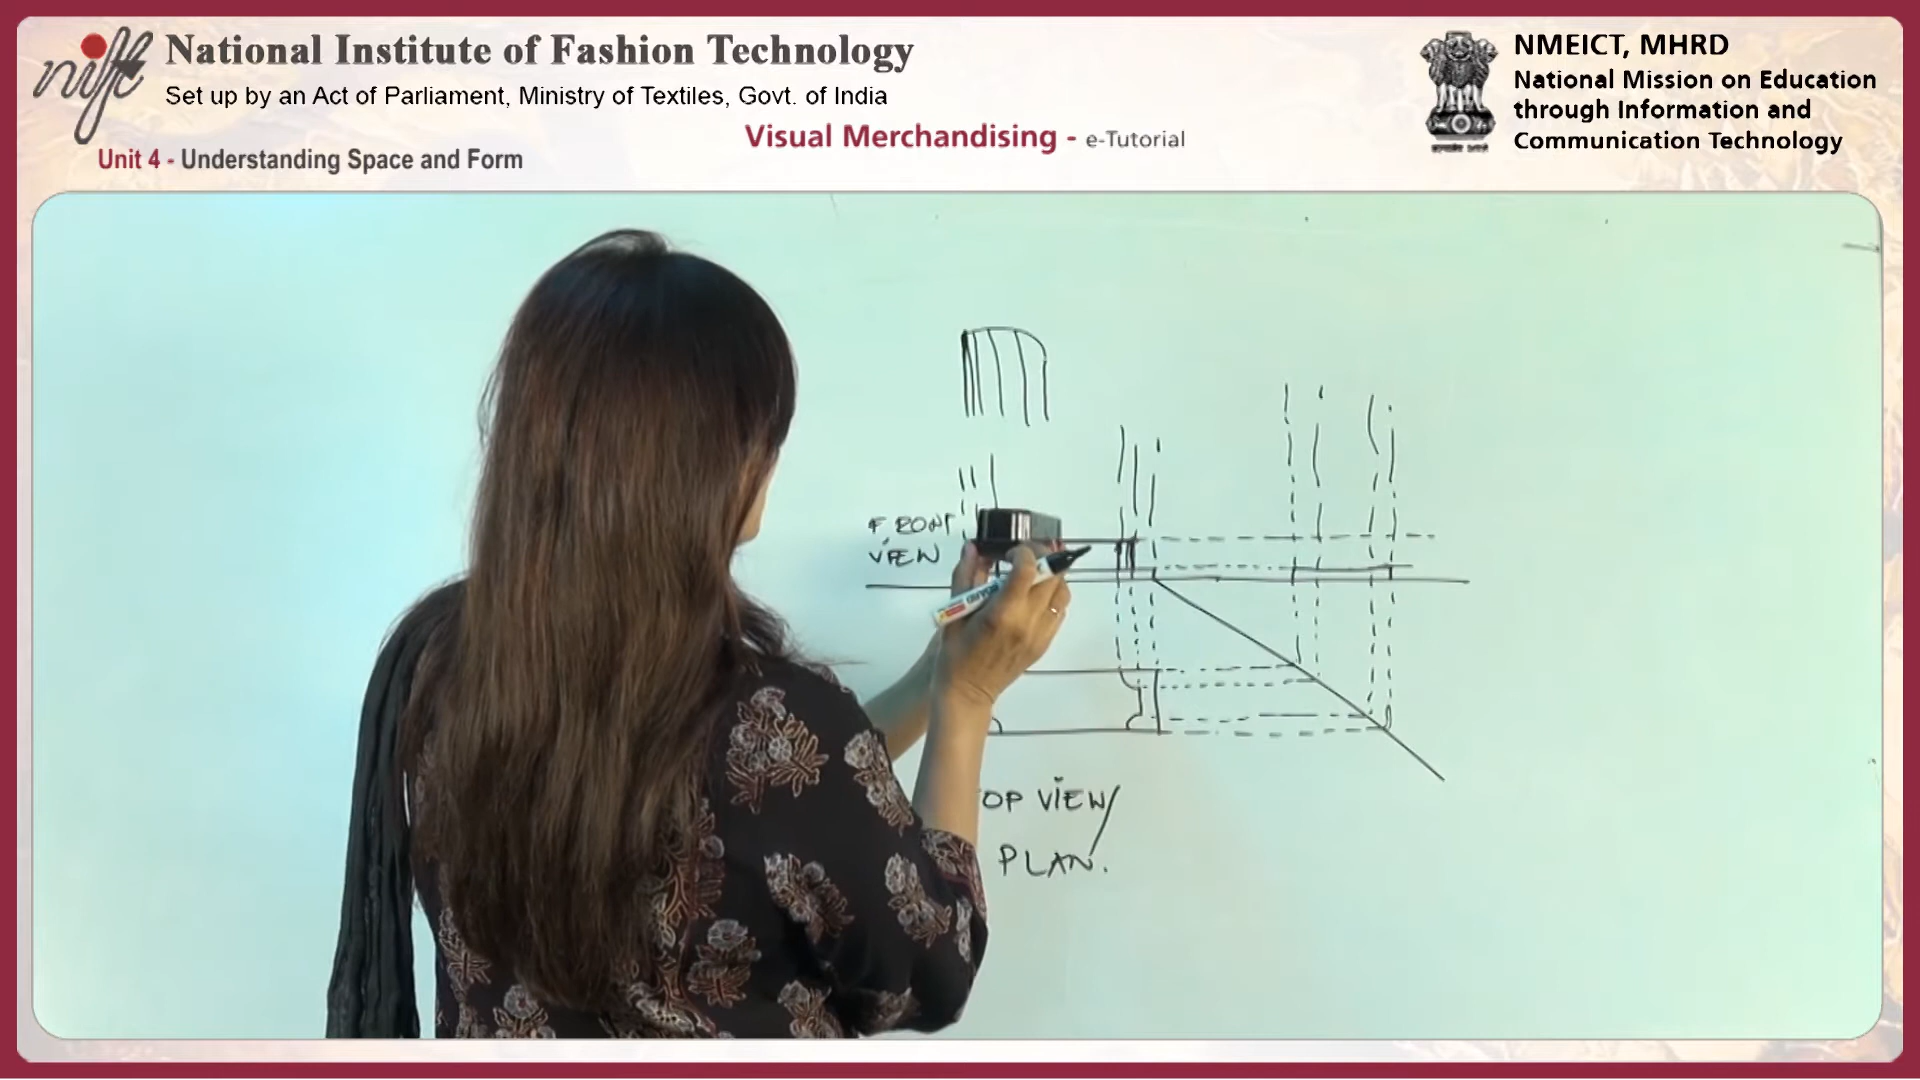 nift
National Institute of Fashion Technology
Set up by an Act of Parliament, Ministry of Textiles, Govt. of India
Visual Merchandising - e-Tutorial
Unit 4 - Understanding Space and Form
NMEICT, MHRD
National Mission on Education
through Information and
Communication Technology
FRONT
VIEW
OP VIEW/
PLAN.